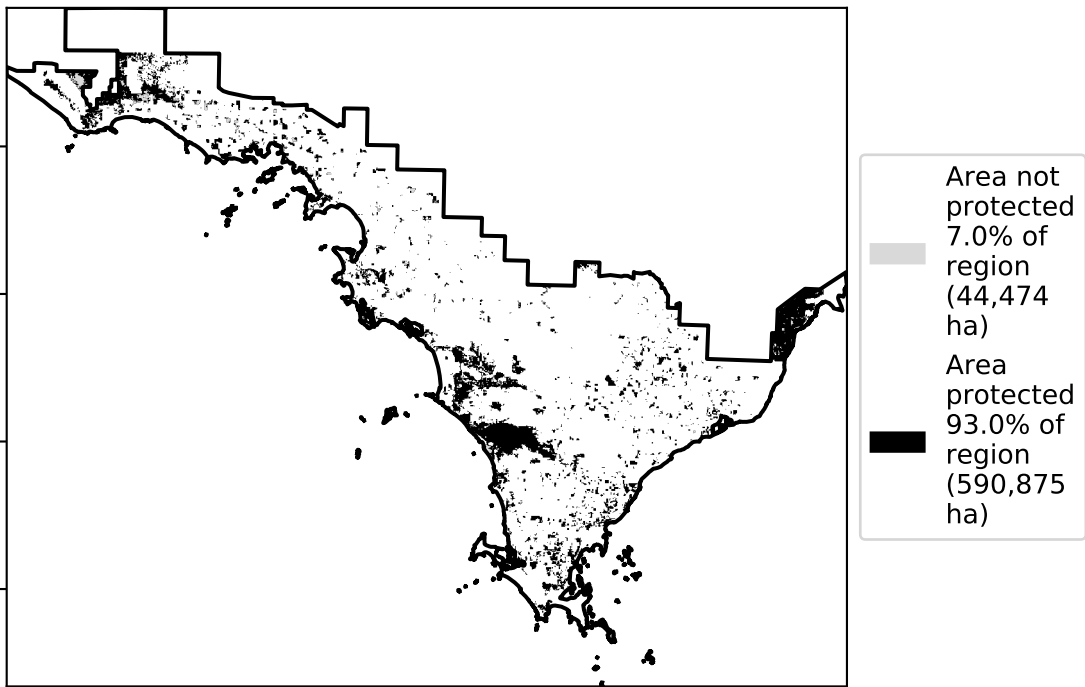 Area not
protected
7.0% of
region
(44,474
ha)
Area
protected
93.0% of
region
(590,875
ha)